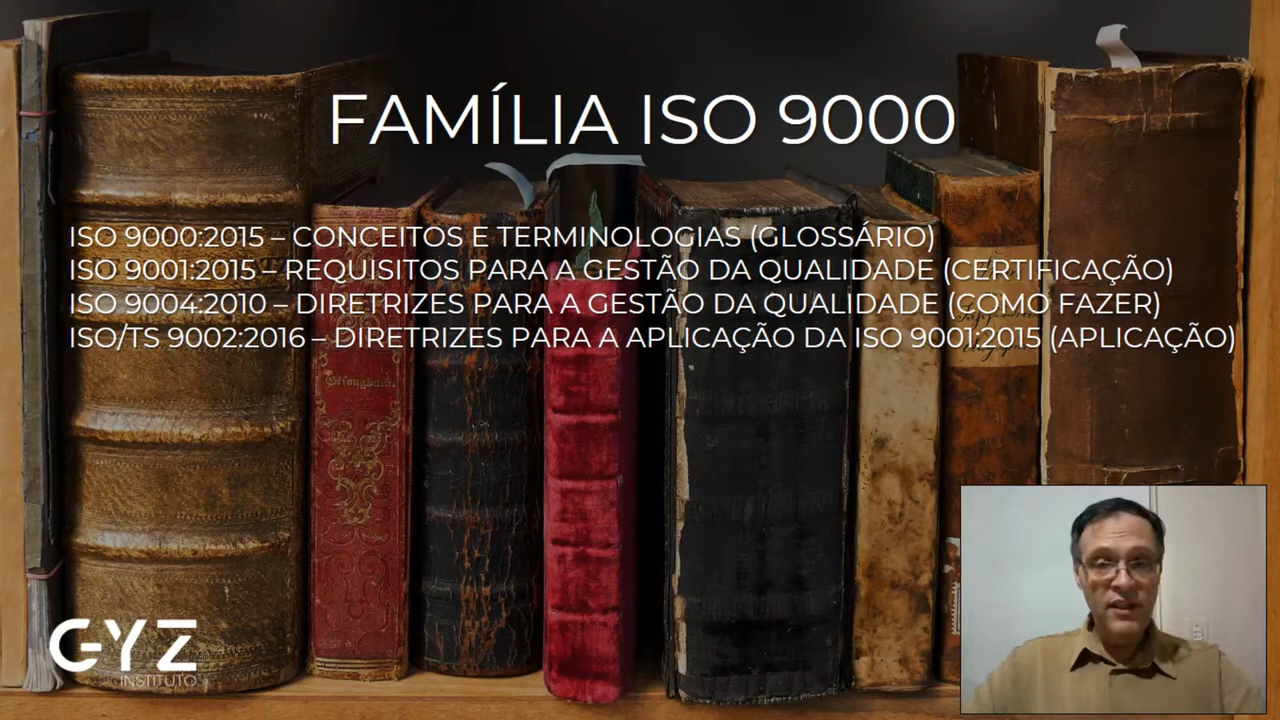 FAMÍLIA ISO 9000
ISO 9000:2015 – CONCEITOS E TERMINOLOGIAS (GLOSSÁRIO)
ISO 9001:2015 – REQUISITOS PARA A GESTÃO DA QUALIDADE (CERTIFICAÇÃO)
ISO 9004:2010 – DIRETRIZES PARA A GESTÃO DA QUALIDADE (COMO FAZER)
ISO/TS 9002:2016 – DIRETRIZES PARA A APLICAÇÃO DA ISO 9001:2015 (APLICAÇÃO)
Gesangbuch.
GYZ
INSTITUTO